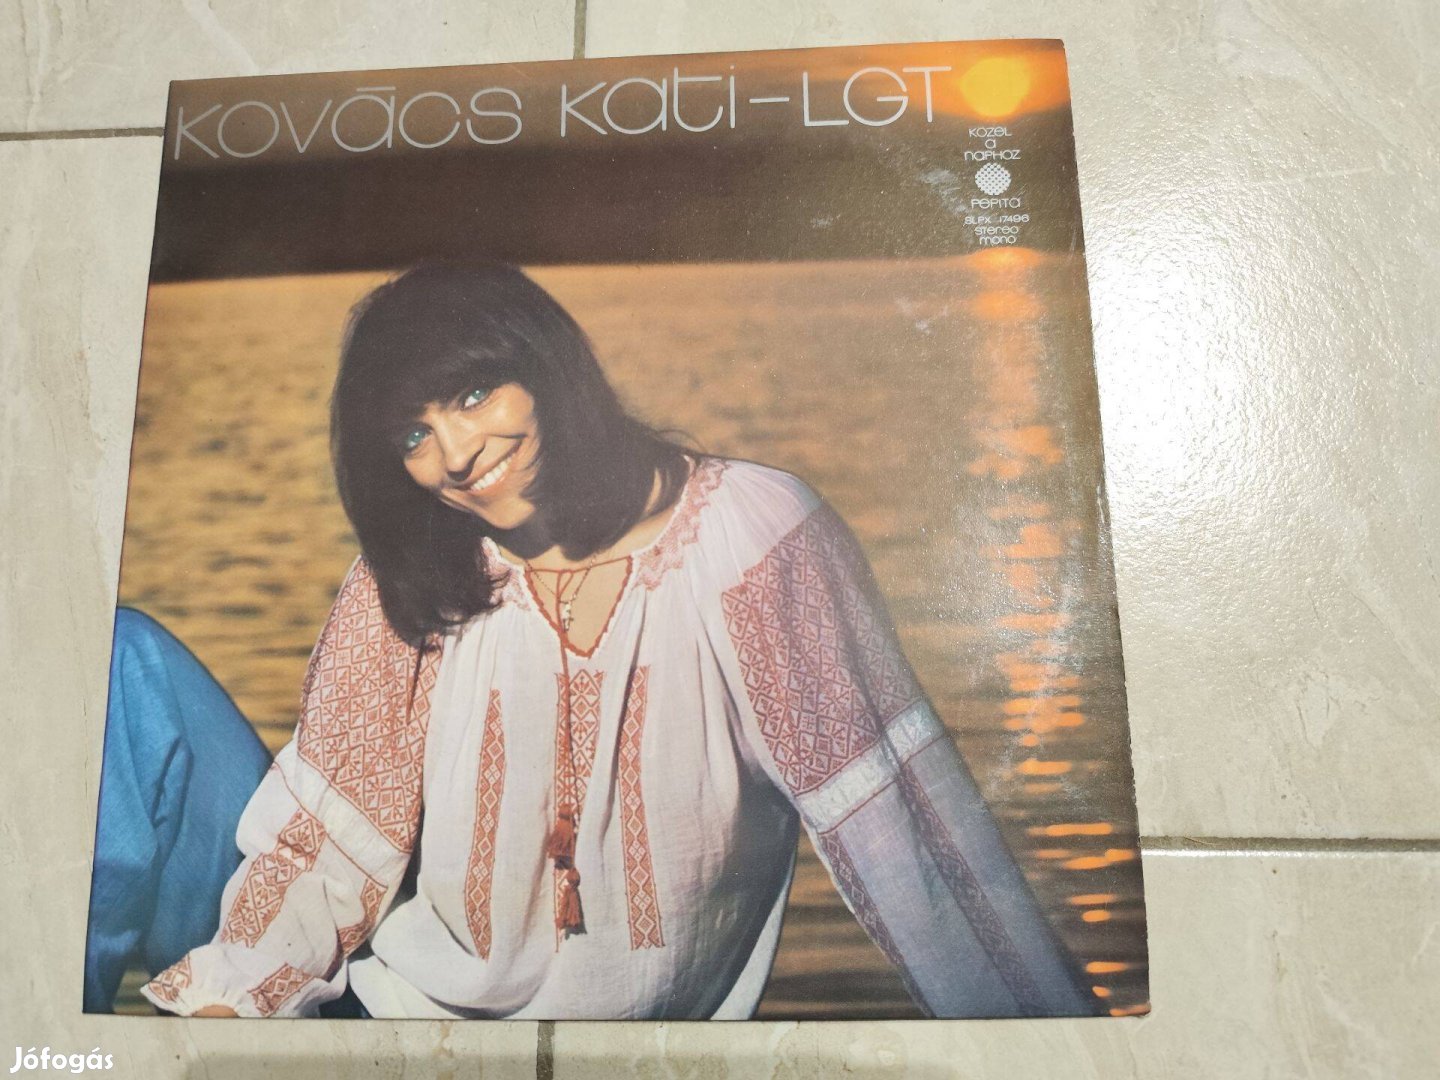 Kovács Kati-LGT
Közel
a
naphoz
Pepita
SLPX 17496
stereo
mono
Jófogás